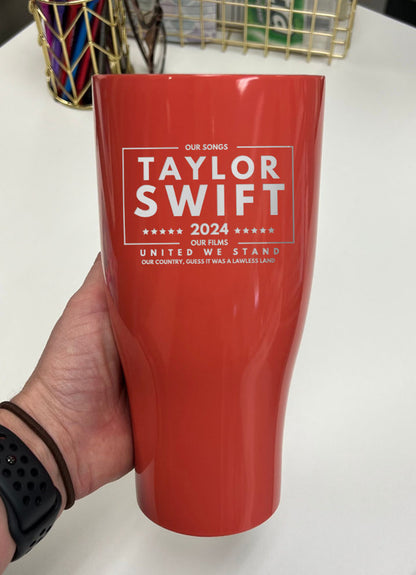 OUR SONGS
TAYLOR
SWIFT
★★★★★ 2024 ★★★★★
OUR FILMS
UNITED WE STAND
OUR COUNTRY, GUESS IT WAS A LAWLESS LAND